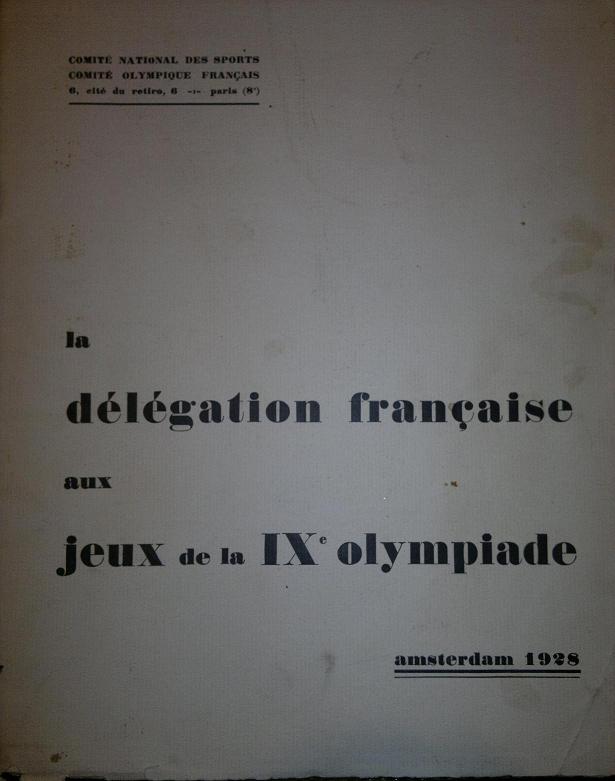 COMITÉ NATIONAL DES SPORTS
COMITÉ OLYMPIQUE FRANÇAIS
6, cité du retiro, 6 -:- paris (8ᵉ)
la
délégation française
aux
jeux de la IXᵉ olympiade
amsterdam 1928